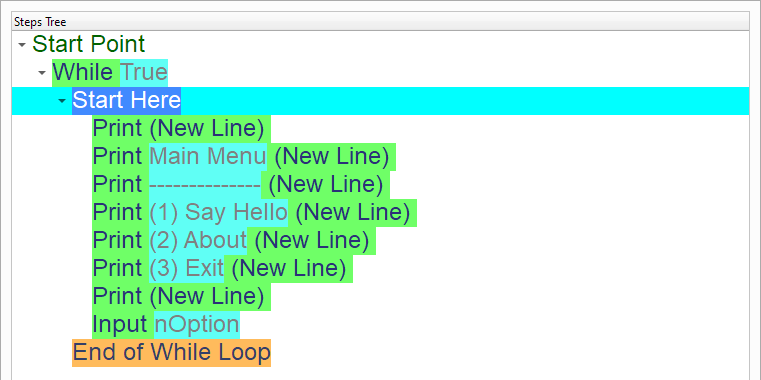 Steps Tree
Start Point
While True
Start Here
Print (New Line)
Print Main Menu (New Line)
Print -------------- (New Line)
Print (1) Say Hello (New Line)
Print (2) About (New Line)
Print (3) Exit (New Line)
Print (New Line)
Input nOption
End of While Loop